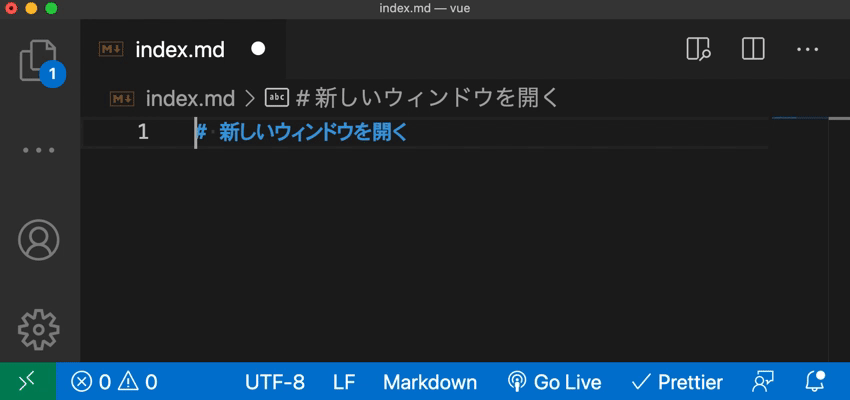 index.md — vue
1
index.md
index.md > # 新しいウィンドウを開く
1 # 新しいウィンドウを開く
0 0 UTF-8 LF Markdown Go Live Prettier